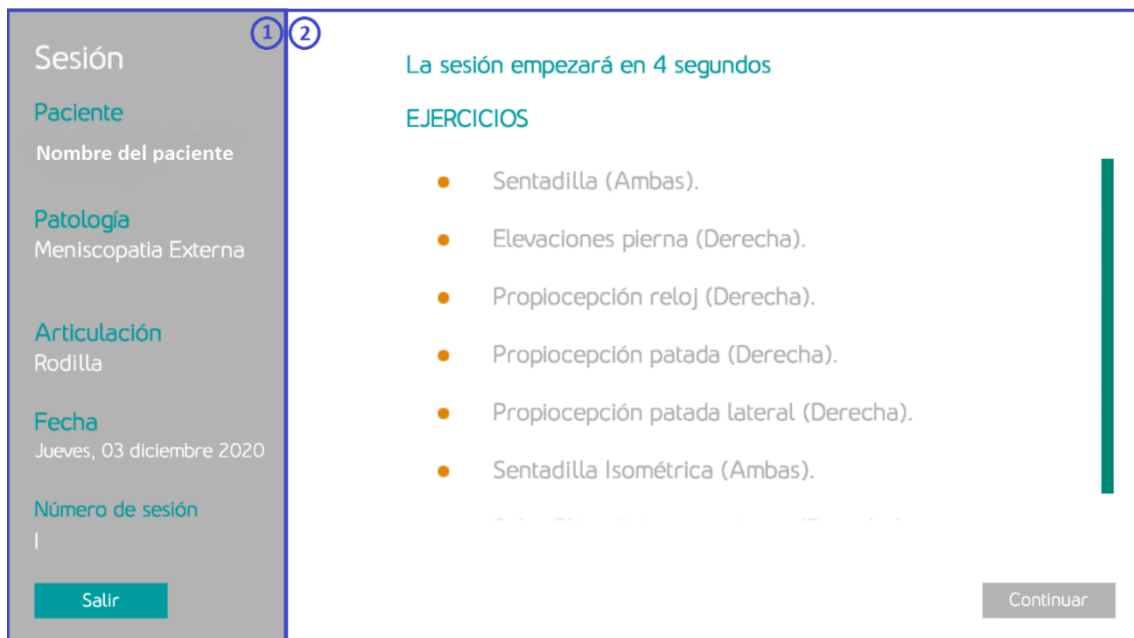 Sesión
Paciente
Nombre del paciente
Patología
Meniscopatia Externa
Articulación
Rodilla
Fecha
Jueves, 03 diciembre 2020
Número de sesión
1
Salir
1
2
La sesión empezará en 4 segundos
EJERCICIOS
Sentadilla (Ambas).
Elevaciones pierna (Derecha).
Propiocepción reloj (Derecha).
Propiocepción patada (Derecha).
Propiocepción patada lateral (Derecha).
Sentadilla Isométrica (Ambas).
Continuar